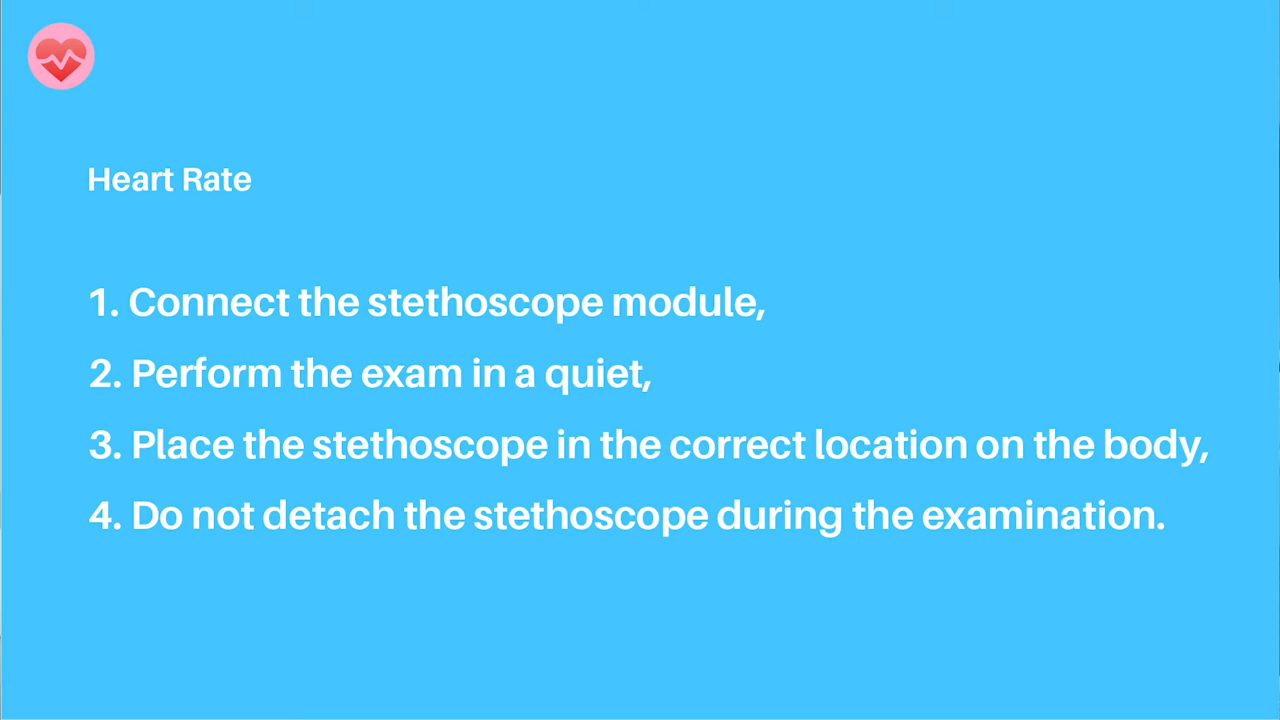 Heart Rate
1. Connect the stethoscope module,
2. Perform the exam in a quiet,
3. Place the stethoscope in the correct location on the body,
4. Do not detach the stethoscope during the examination.